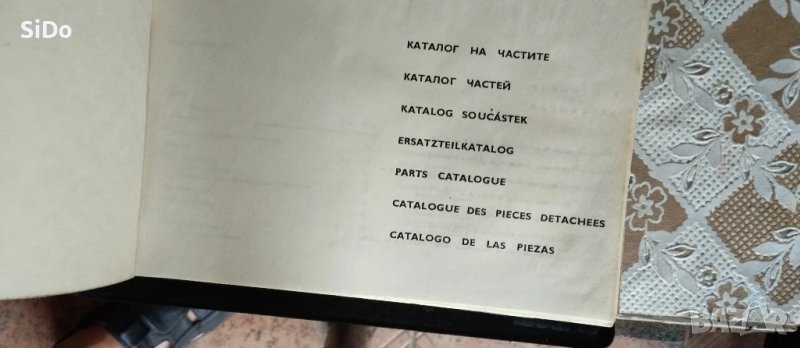 SiDo
КАТАЛОГ НА ЧАСТИТЕ
КАТАЛОГ ЧАСТЕЙ
KATALOG SOUČÁSTEK
ERSATZTEILKATALOG
PARTS CATALOGUE
CATALOGUE DES PIECES DETACHEES
CATALOGO DE LAS PIEZAS
BAZAR